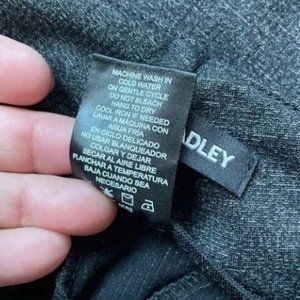 MACHINE WASH IN
COLD WATER
ON GENTLE CYCLE
DO NOT BLEACH
HANG TO DRY
COOL IRON IF NEEDED
LAVAR A MÁQUINA CON
AGUA FRÍA
EN CICLO DELICADO
NO USAR BLANQUEADOR
COLGAR Y DEJAR
SECAR AL AIRE LIBRE
PLANCHAR A TEMPERATURA
BAJA CUANDO SEA
NECESARIO
ADLEY